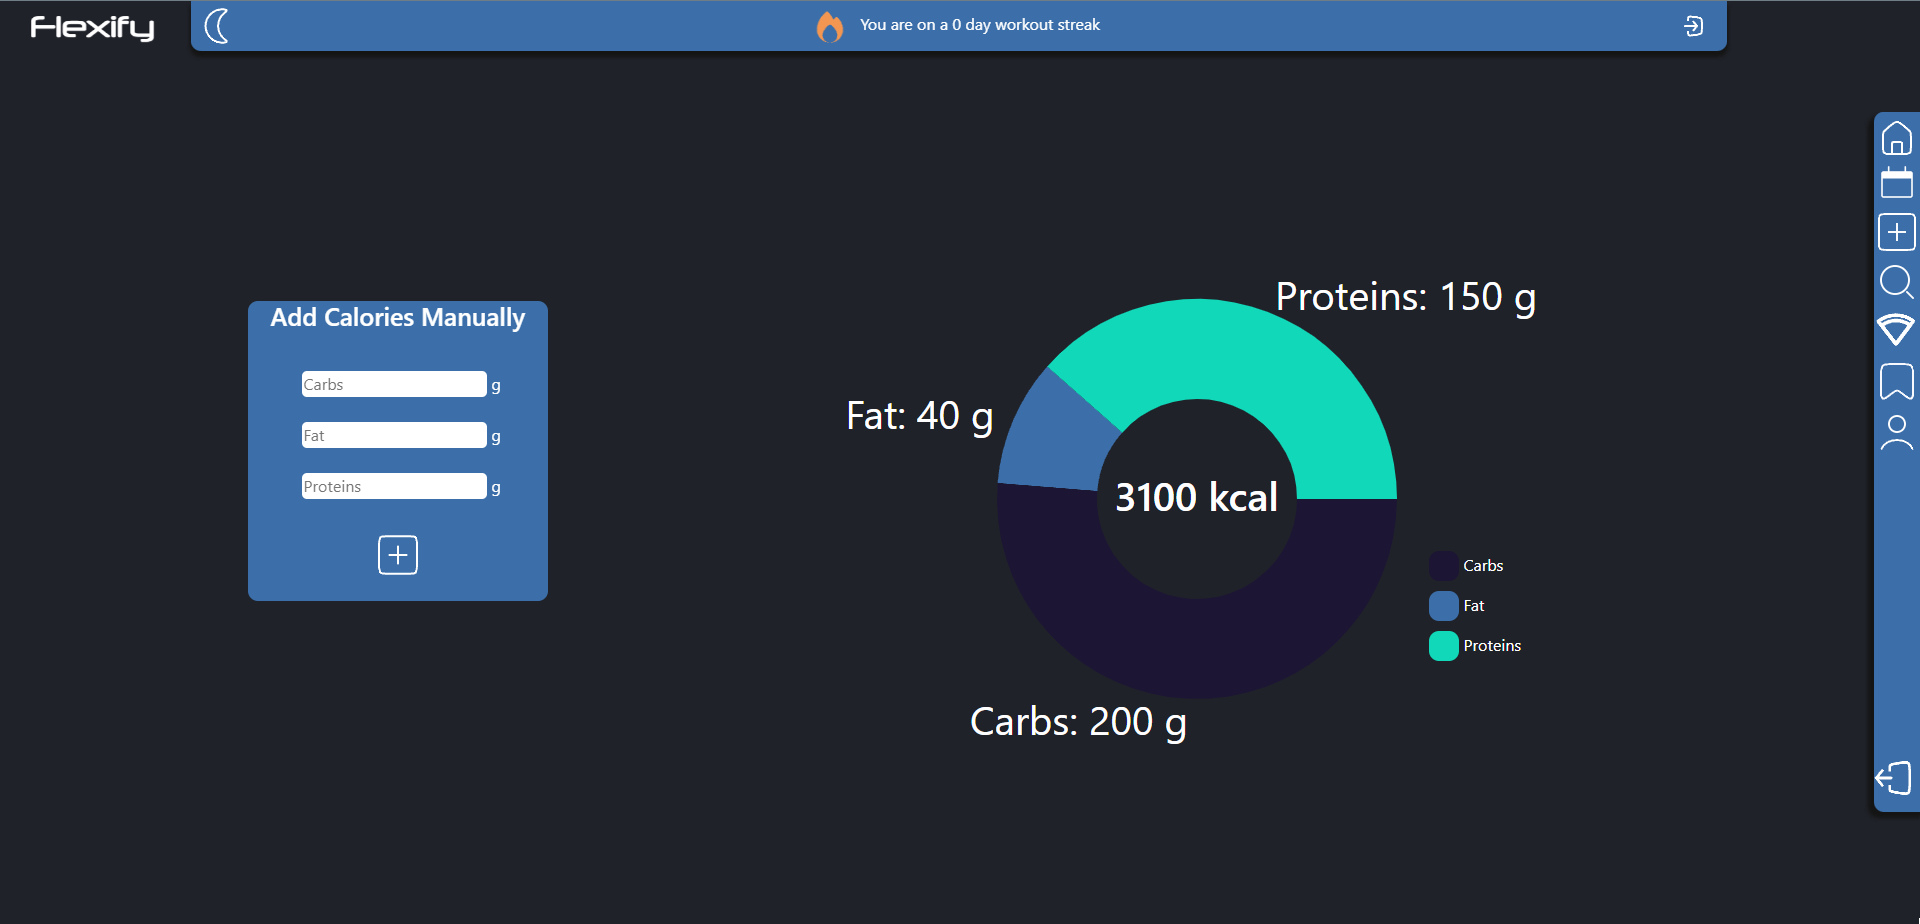 Flexify
You are on a 0 day workout streak
Add Calories Manually
Carbs g
Fat g
Proteins g
Proteins: 150 g
Fat: 40 g
3100 kcal
Carbs: 200 g
Carbs
Fat
Proteins